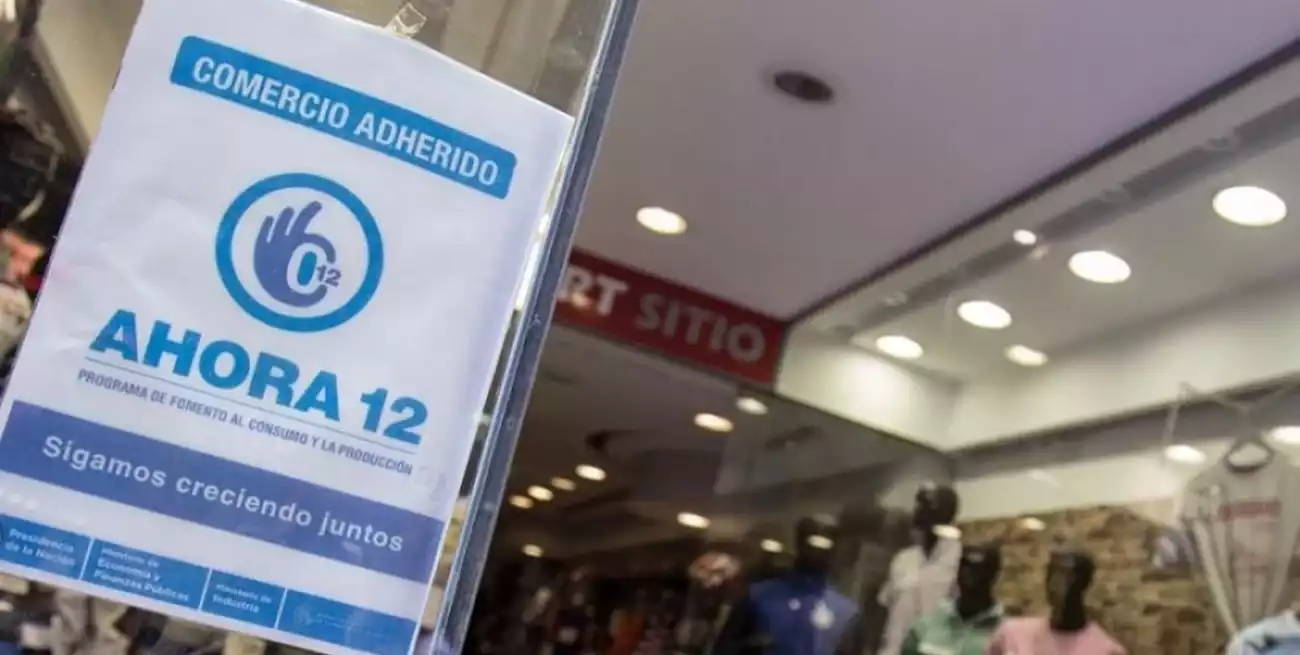 COMERCIO ADHERIDO
12
AHORA 12
PROGRAMA DE FOMENTO AL CONSUMO Y LA PRODUCCIÓN
Sigamos creciendo juntos
Presidencia
de la Nación
Ministerio de
Economía y
Finanzas Públicas
Ministerio de
Industria
RT SITIO